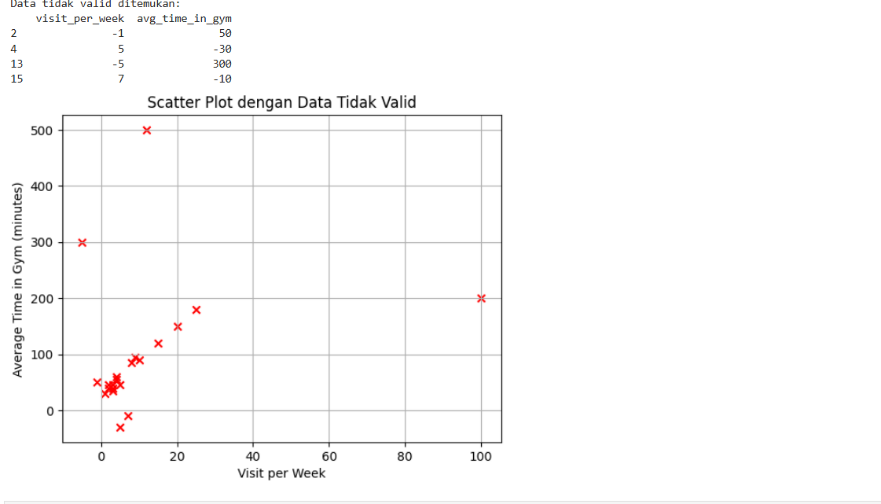 Data tidak valid ditemukan:
visit_per_week avg_time_in_gym
2 -1 50
4 5 -30
13 -5 300
15 7 -10
Scatter Plot dengan Data Tidak Valid
500
400
300
200
100
0
Average Time in Gym (minutes)
0 20 40 60 80 100
Visit per Week